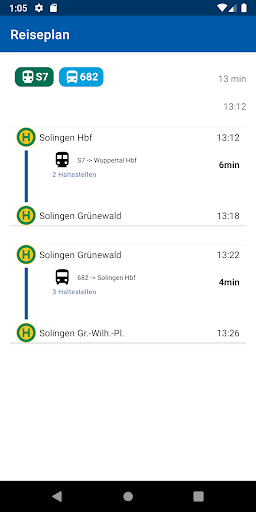 1:05
Reiseplan
S7 682 13 min
13:12
H Solingen Hbf 13:12
S7 -> Wuppertal Hbf 6min
2 Haltestellen
H Solingen Grünewald 13:18
H Solingen Grünewald 13:22
682 -> Solingen Hbf 4min
3 Haltestellen
H Solingen Gr.-Wilh.-Pl. 13:26